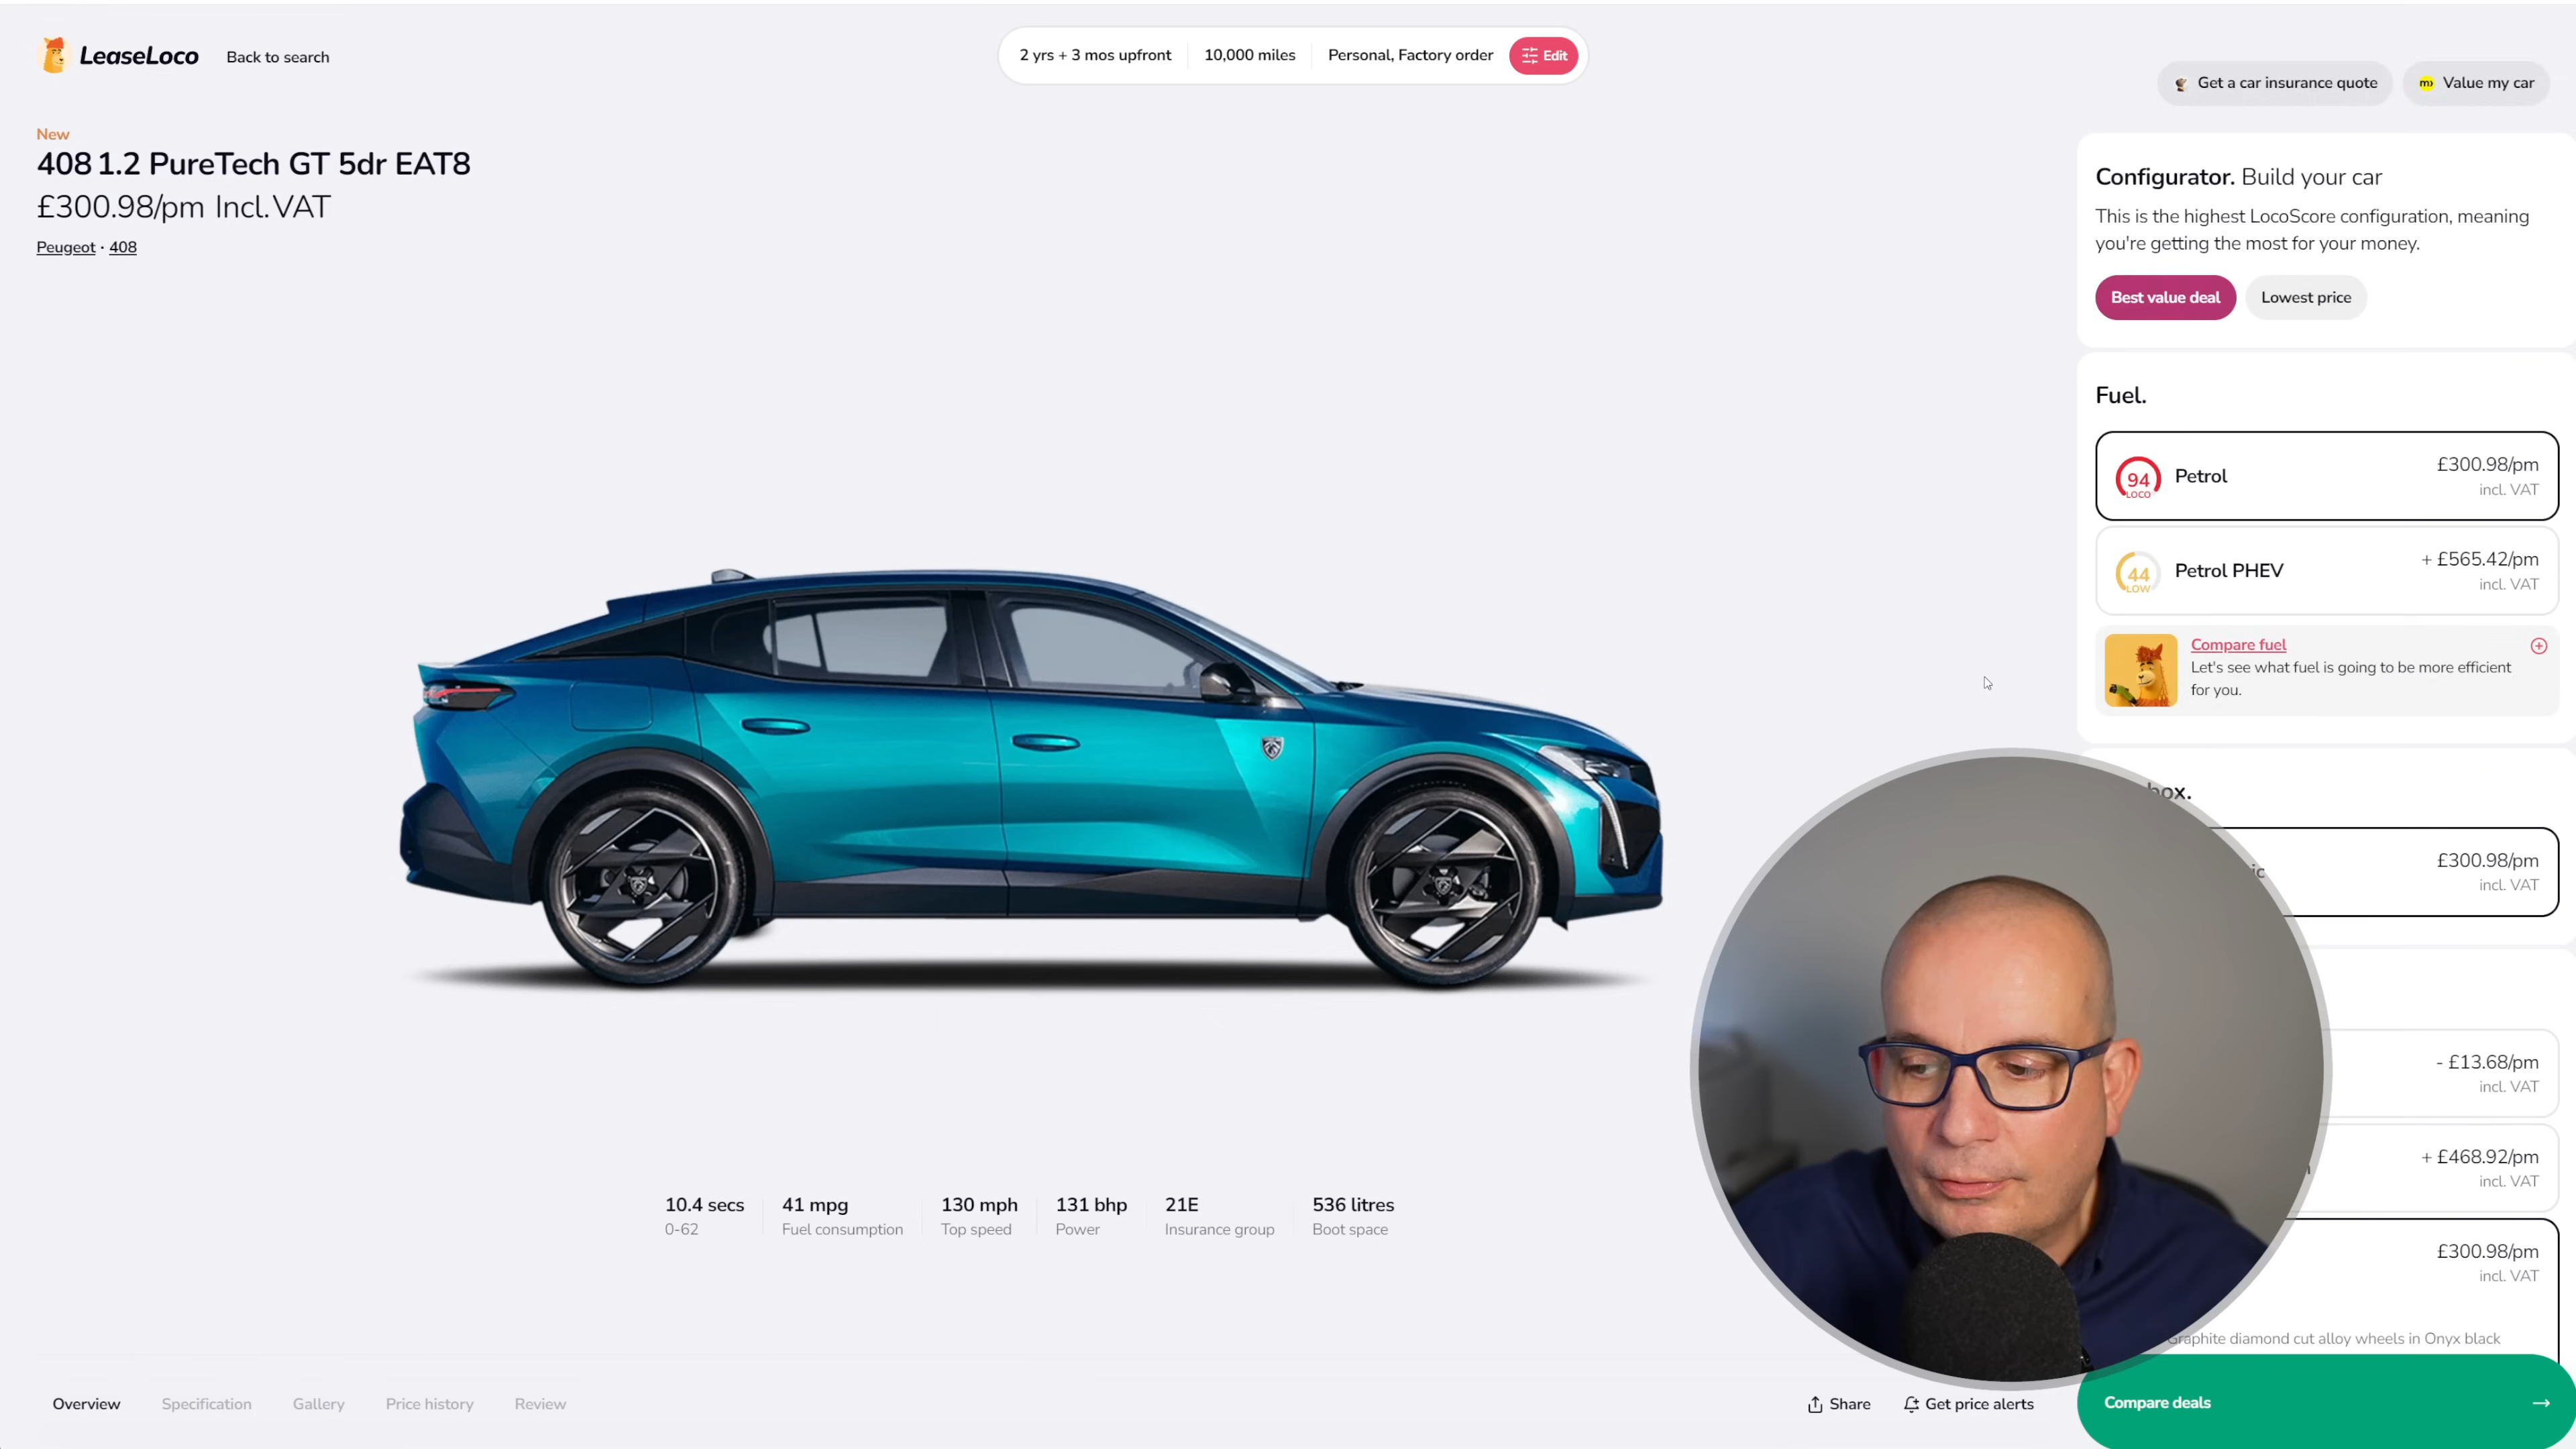 LeaseLoco
Back to search
2 yrs + 3 mos upfront
10,000 miles
Personal, Factory order
Edit
Get a car insurance quote
Value my car
New
408 1.2 PureTech GT 5dr EAT8
£300.98/pm Incl. VAT
Peugeot · 408
Configurator. Build your car
This is the highest LocoScore configuration, meaning
you're getting the most for your money.
Best value deal
Lowest price
Fuel.
94
LOCO
Petrol
£300.98/pm
incl. VAT
44
LOW
Petrol PHEV
+ £565.42/pm
incl. VAT
Compare fuel
Let's see what fuel is going to be more efficient
for you.
box.
ic
£300.98/pm
incl. VAT
- £13.68/pm
incl. VAT
+ £468.92/pm
incl. VAT
£300.98/pm
incl. VAT
Graphite diamond cut alloy wheels in Onyx black
10.4 secs
0-62
41 mpg
Fuel consumption
130 mph
Top speed
131 bhp
Power
21E
Insurance group
536 litres
Boot space
Overview
Specification
Gallery
Price history
Review
Share
Get price alerts
Compare deals